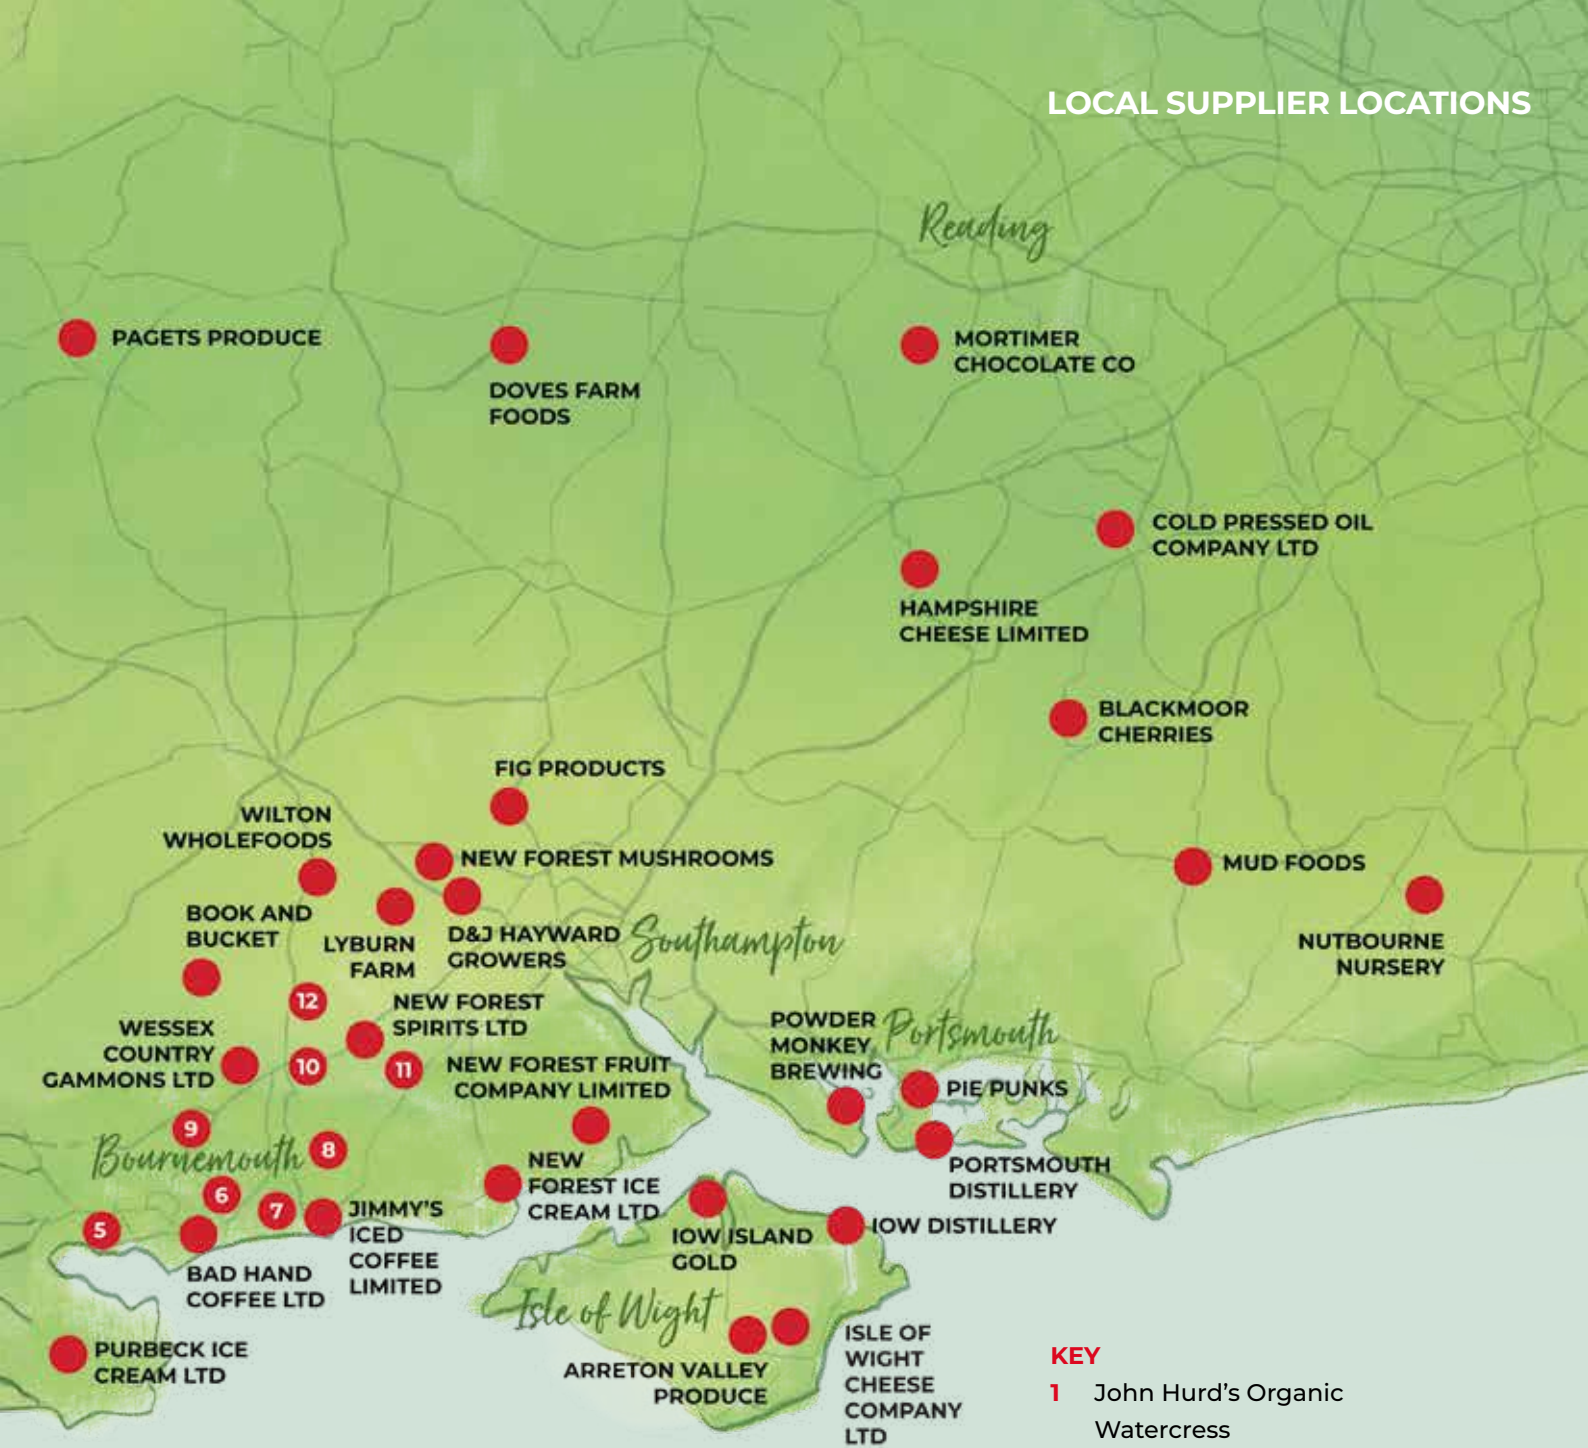 LOCAL SUPPLIER LOCATIONS
Reading
PAGETS PRODUCE
DOVES FARM
FOODS
MORTIMER
CHOCOLATE CO
COLD PRESSED OIL
COMPANY LTD
HAMPSHIRE
CHEESE LIMITED
BLACKMOOR
CHERRIES
FIG PRODUCTS
WILTON
WHOLEFOODS
NEW FOREST MUSHROOMS
MUD FOODS
BOOK AND
BUCKET
LYBURN
FARM
D&J HAYWARD
GROWERS
Southampton
NUTBOURNE
NURSERY
12
NEW FOREST
SPIRITS LTD
WESSEX
COUNTRY
GAMMONS LTD
10
11
NEW FOREST FRUIT
COMPANY LIMITED
POWDER
MONKEY
BREWING
Portsmouth
PIE PUNKS
9
Bournemouth
8
NEW
FOREST ICE
CREAM LTD
PORTSMOUTH
DISTILLERY
6
7
5
JIMMY'S
ICED
COFFEE
LIMITED
IOW ISLAND
GOLD
IOW DISTILLERY
BAD HAND
COFFEE LTD
Isle of Wight
PURBECK ICE
CREAM LTD
ARRETON VALLEY
PRODUCE
ISLE OF
WIGHT
CHEESE
COMPANY
LTD
KEY
1 John Hurd's Organic
Watercress